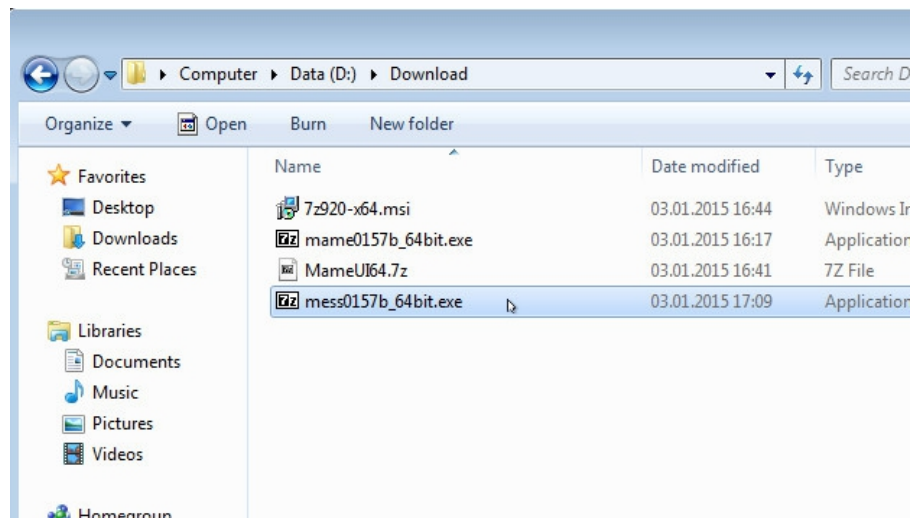 Computer Data (D:) Download
Search D
Organize Open Burn New folder
Name Date modified Type
Favorites
Desktop
Downloads
Recent Places
Libraries
Documents
Music
Pictures
Videos
Homegroup
7z920-x64.msi 03.01.2015 16:44 Windows In
mame0157b_64bit.exe 03.01.2015 16:17 Application
MameUI64.7z 03.01.2015 16:41 7Z File
mess0157b_64bit.exe 03.01.2015 17:09 Application